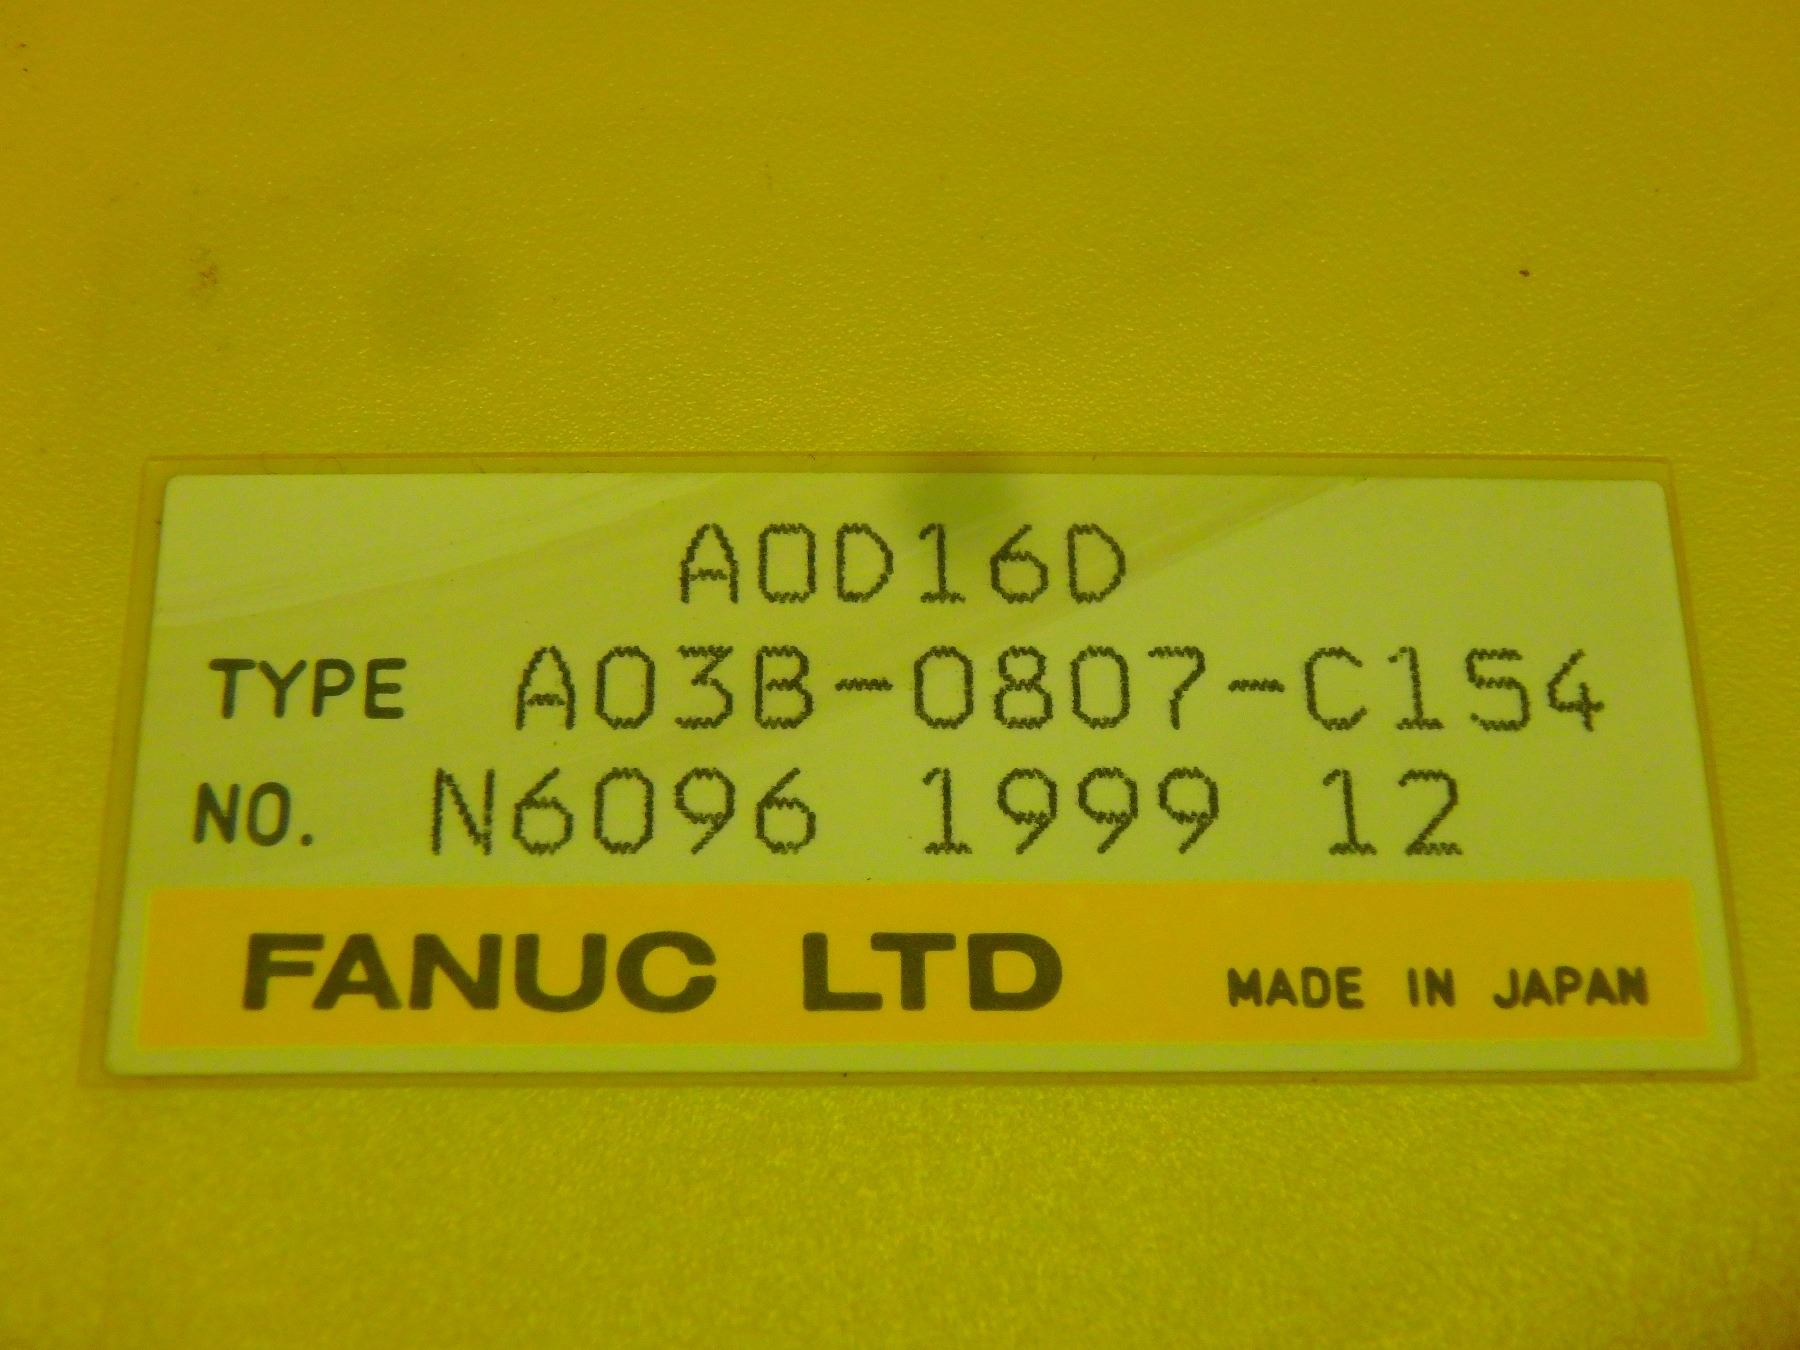 AOD16D
TYPE A03B-0807-C154
NO. N6096 1999 12
FANUC LTD MADE IN JAPAN